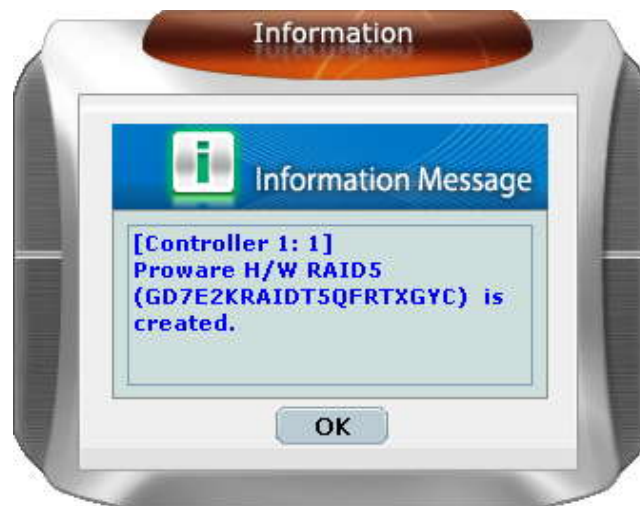 Information
Information Message
[Controller 1: 1]
Proware H/W RAID5
(GD7E2KRAIDT5QFRTXGYC) is
created.
OK